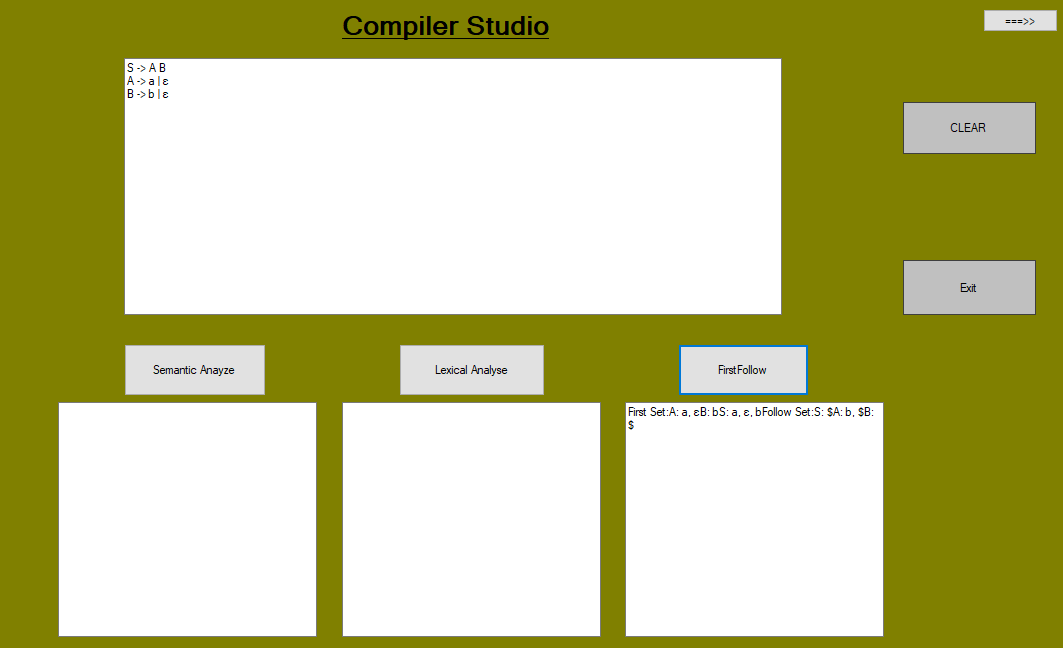 Compiler Studio
===>>
S -> A B
A -> a | ε
B -> b | ε
CLEAR
Exit
Semantic Anayze
Lexical Analyse
FirstFollow
First Set:A: a, εB: bS: a, ε, bFollow Set:S: $A: b, $B:
$